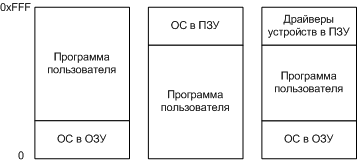 0xFFF
Программа
пользователя
ОС в ОЗУ
0
ОС в ПЗУ
Программа
пользователя
Драйверы
устройств в ПЗУ
Программа
пользователя
ОС в ОЗУ